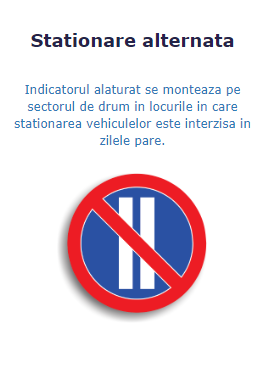 Stationare alternata
Indicatorul alaturat se monteaza pe
sectorul de drum in locurile in care
stationarea vehiculelor este interzisa in
zilele pare.